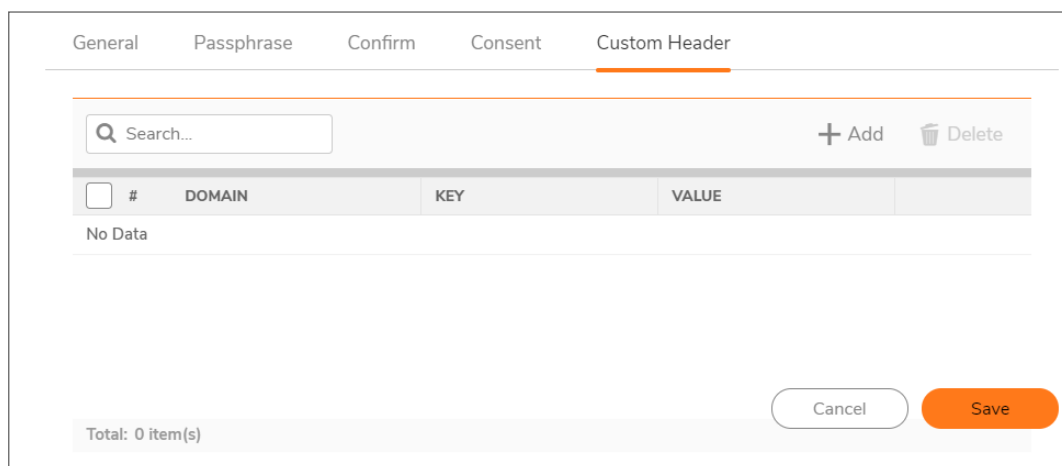 General Passphrase Confirm Consent Custom Header
Search... Add Delete
# DOMAIN KEY VALUE
No Data
Cancel Save
Total: 0 item(s)